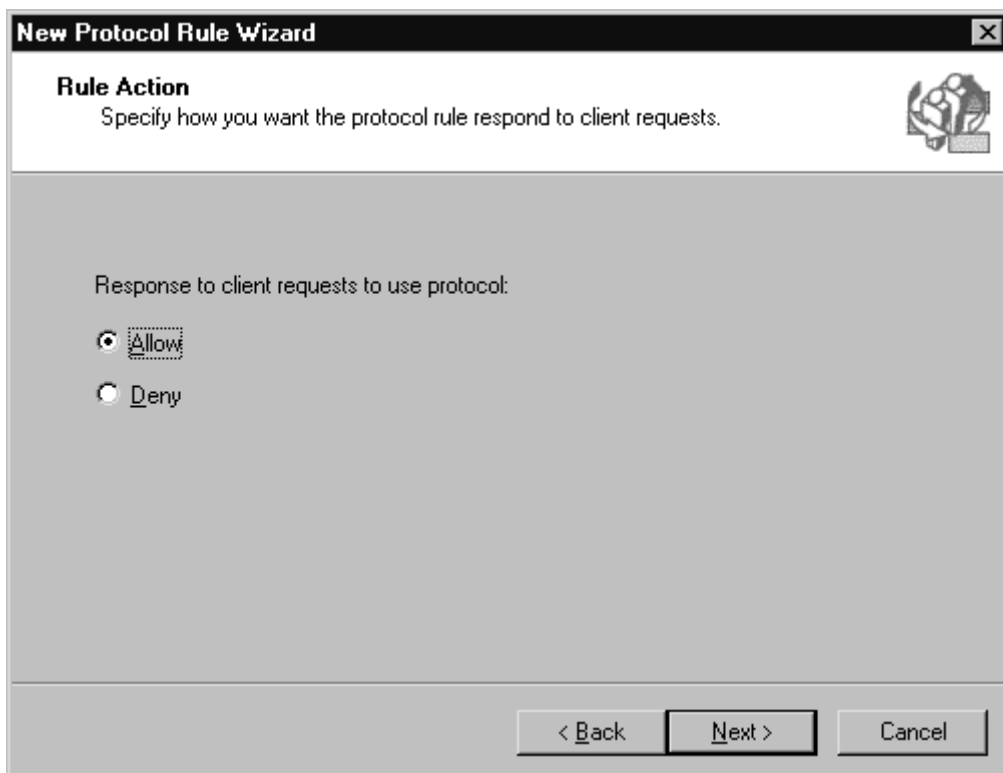 New Protocol Rule Wizard
Rule Action
Specify how you want the protocol rule respond to client requests.
Response to client requests to use protocol:
Allow
Deny
< Back
Next >
Cancel